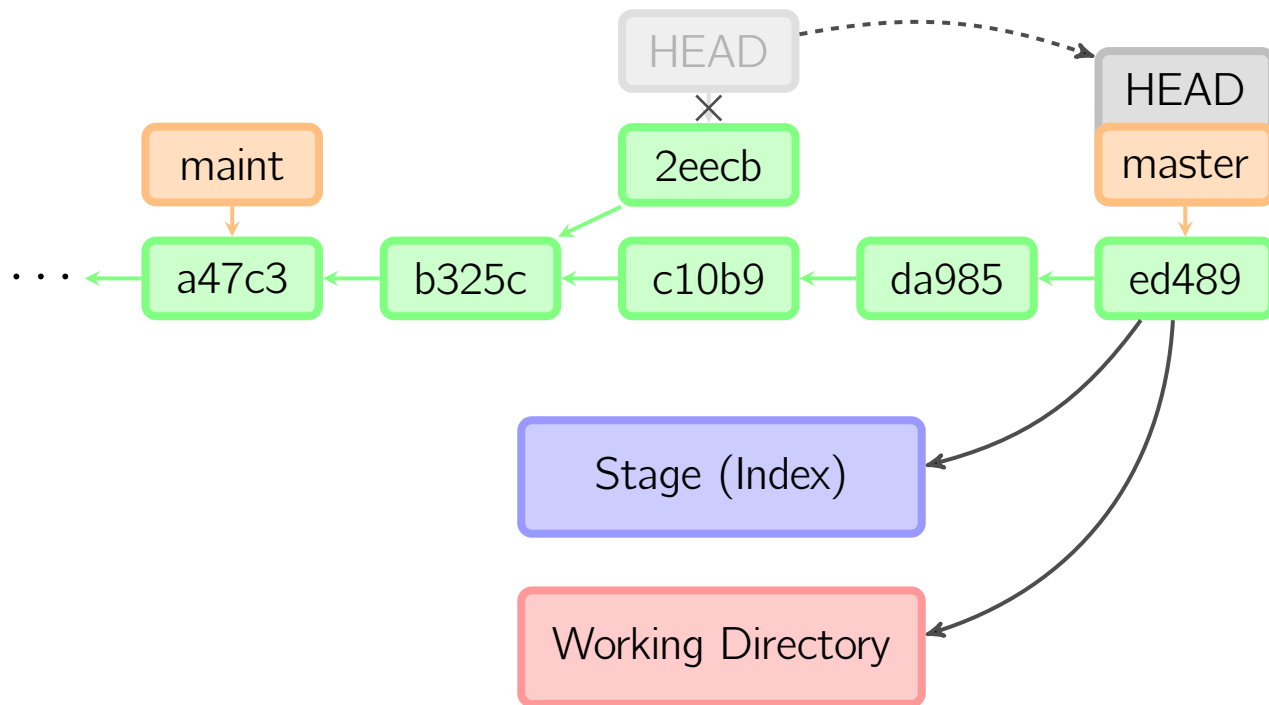 HEAD
HEAD
maint
2eecb
master
...
a47c3
b325c
c10b9
da985
ed489
Stage (Index)
Working Directory